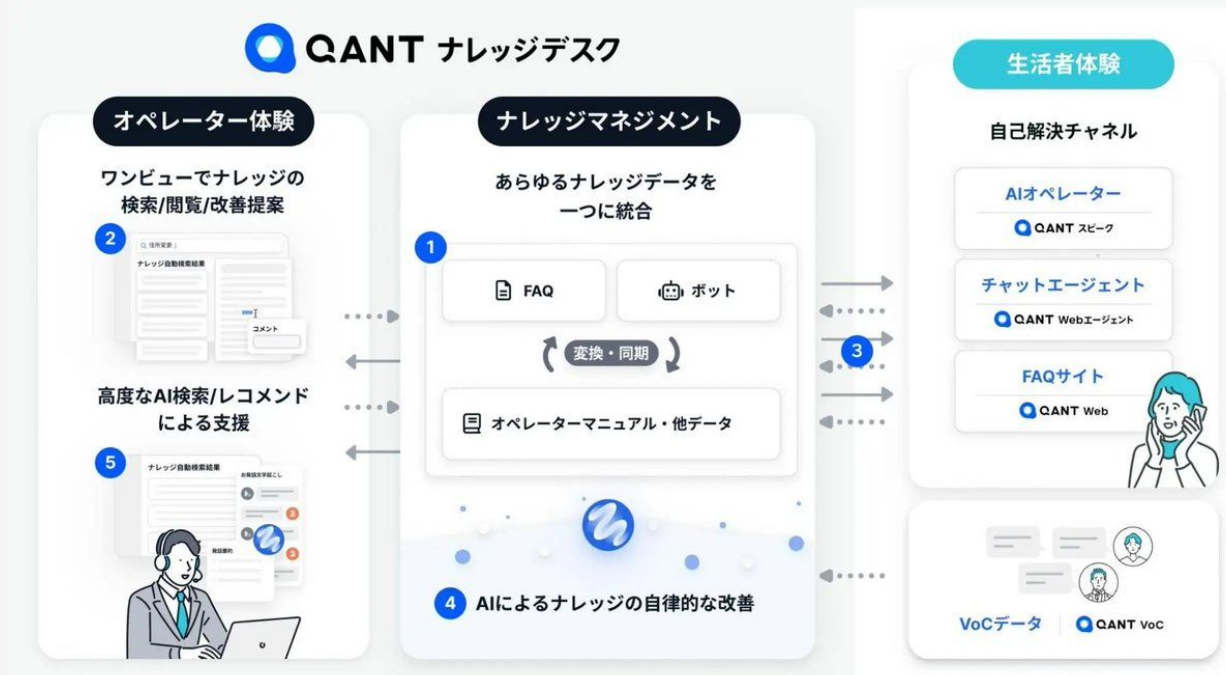 QANT ナレッジデスク
オペレーター体験
ワンビューでナレッジの
検索/閲覧/改善提案
2
住所変更
ナレッジ自動検索結果
コメント
高度なAI検索/レコメンド
による支援
5
ナレッジ自動検索結果
お発話文字起こし
発話要約
ナレッジマネジメント
あらゆるナレッジデータを
一つに統合
1
FAQ
ボット
変換・同期
オペレーターマニュアル・他データ
4
AIによるナレッジの自律的な改善
3
生活者体験
自己解決チャネル
AIオペレーター
QANT スピーク
チャットエージェント
QANT Webエージェント
FAQサイト
QANT Web
VoCデータ
QANT VoC